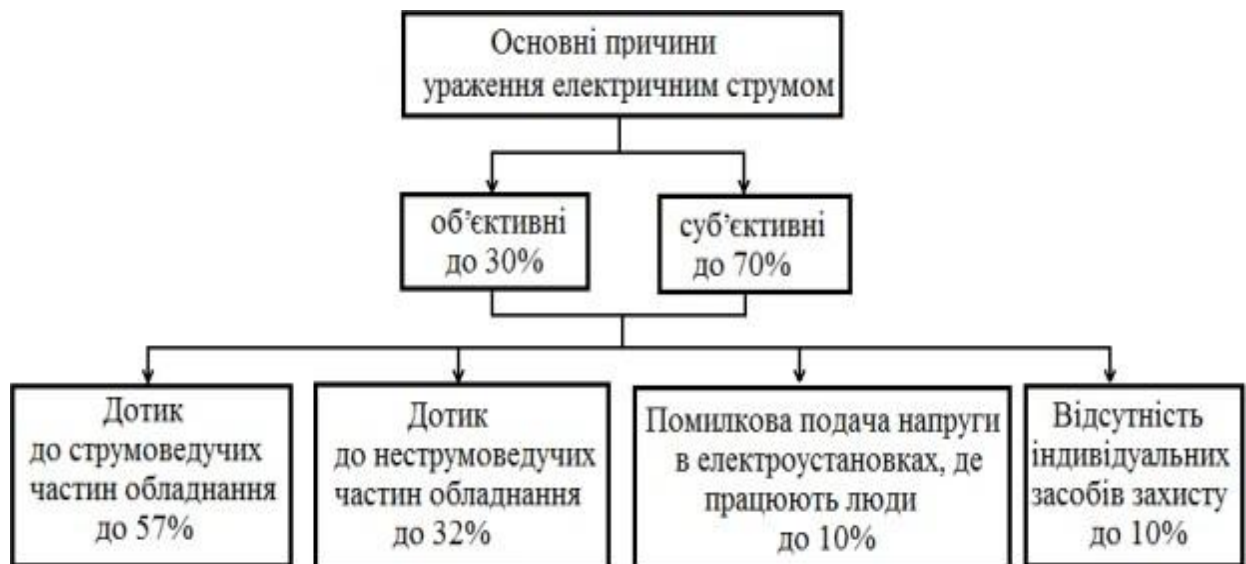 Основні причини
ураження електричним струмом
об’єктивні
до 30%
суб’єктивні
до 70%
Дотик
до струмоведучих
частин обладнання
до 57%
Дотик
до неструмоведучих
частин обладнання
до 32%
Помилкова подача напруги
в електроустановках, де
працюють люди
до 10%
Відсутність
індивідуальних
засобів захисту
до 10%